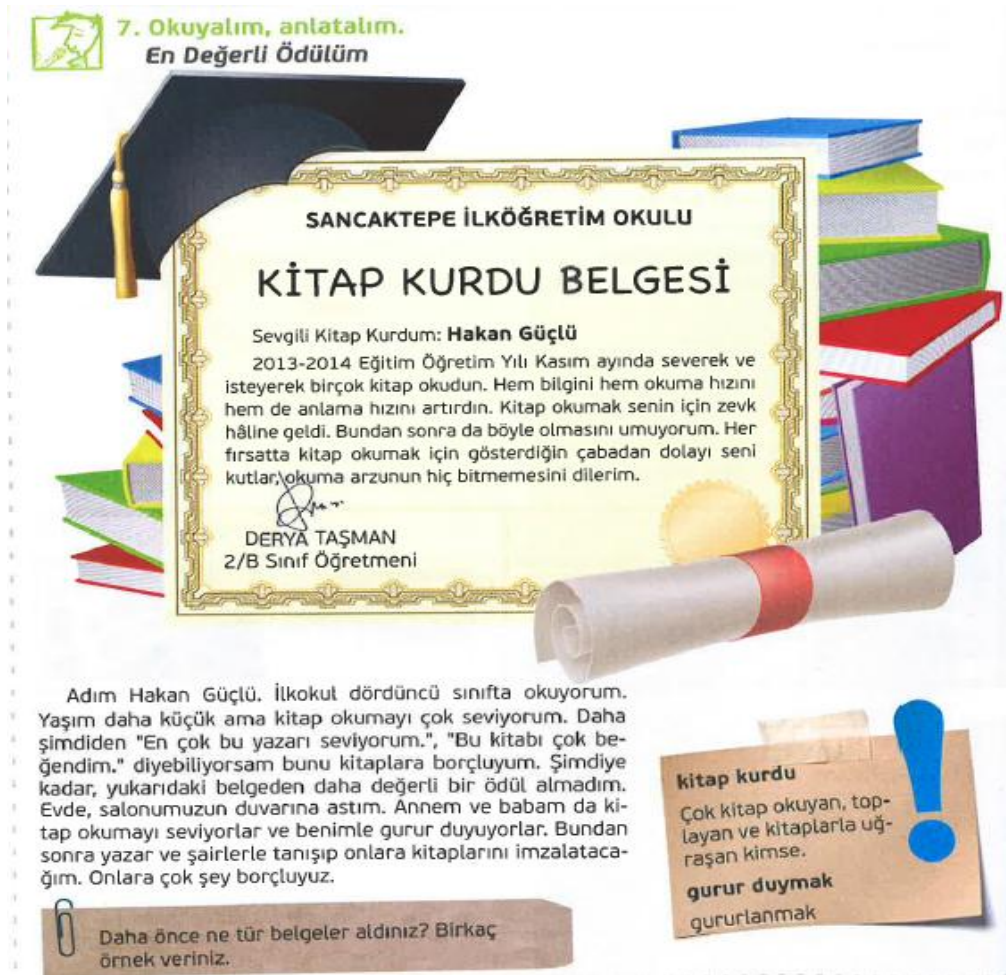 7. Okuyalım, anlatalım.
En Değerli Ödülüm
SANCAKTEPE İLKÖĞRETİM OKULU
KİTAP KURDU BELGESİ
Sevgili Kitap Kurdum: Hakan Güçlü
2013-2014 Eğitim Öğretim Yılı Kasım ayında severek ve
isteyerek birçok kitap okudun. Hem bilgini hem okuma hızını
hem de anlama hızını artırdın. Kitap okumak senin için zevk
hâline geldi. Bundan sonra da böyle olmasını umuyorum. Her
fırsatta kitap okumak için gösterdiğin çabadan dolayı seni
kutlar, okuma arzunun hiç bitmemesini dilerim.
DERYA TAŞMAN
2/B Sınıf Öğretmeni
Adım Hakan Güçlü. İlkokul dördüncü sınıfta okuyorum.
Yaşım daha küçük ama kitap okumayı çok seviyorum. Daha
şimdiden "En çok bu yazarı seviyorum.", "Bu kitabı çok be-
ğendim." diyebiliyorsam bunu kitaplara borçluyum. Şimdiye
kadar, yukarıdaki belgeden daha değerli bir ödül almadım.
Evde, salonumuzun duvarına astım. Annem ve babam da ki-
tap okumayı seviyorlar ve benimle gurur duyuyorlar. Bundan
sonra yazar ve şairlerle tanışıp onlara kitaplarını imzalataca-
ğım. Onlara çok şey borçluyuz.
kitap kurdu
Çok kitap okuyan, top-
layan ve kitaplarla uğ-
raşan kimse.
gurur duymak
gururlanmak
Daha önce ne tür belgeler aldınız? Birkaç
örnek veriniz.